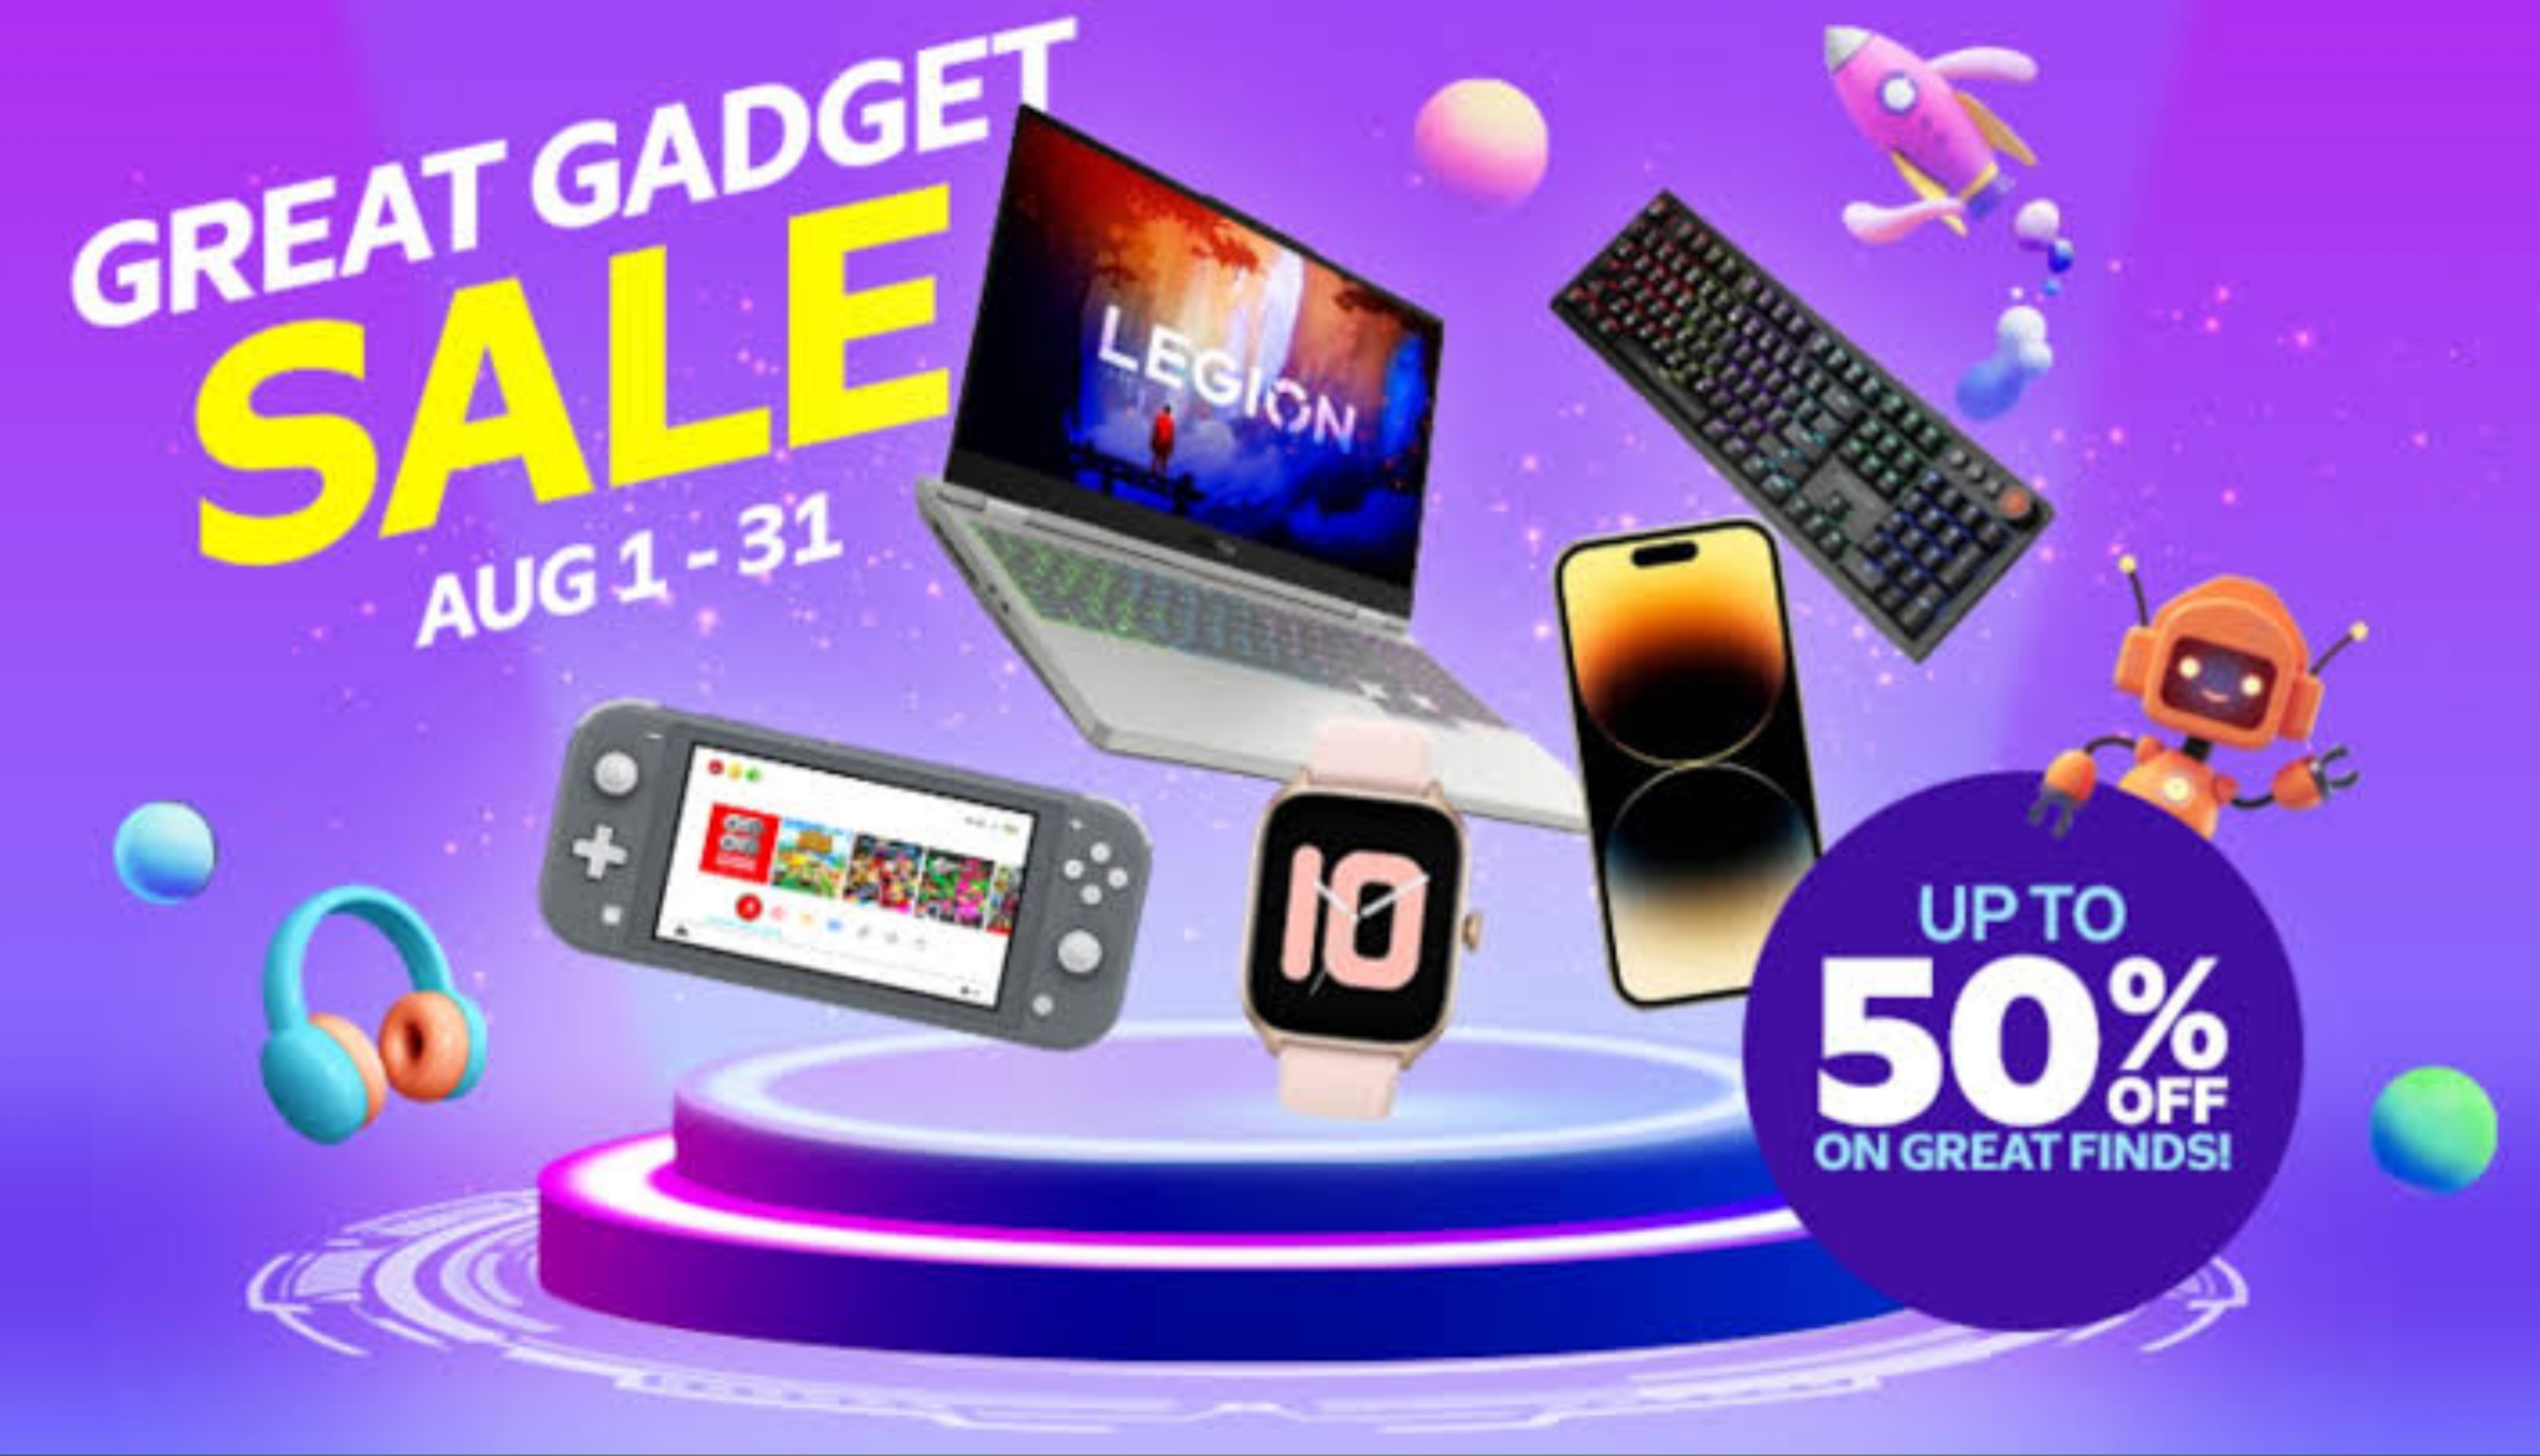 GREAT GADGET
SALE
AUG 1 - 31
LEGION
10
UP TO
50%
OFF
ON GREAT FINDS!